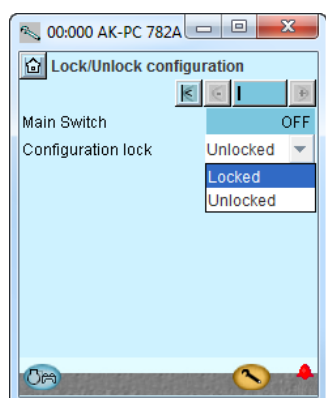 00:000 AK-PC 782A
Lock/Unlock configuration
Main Switch OFF
Configuration lock Unlocked
Locked
Unlocked